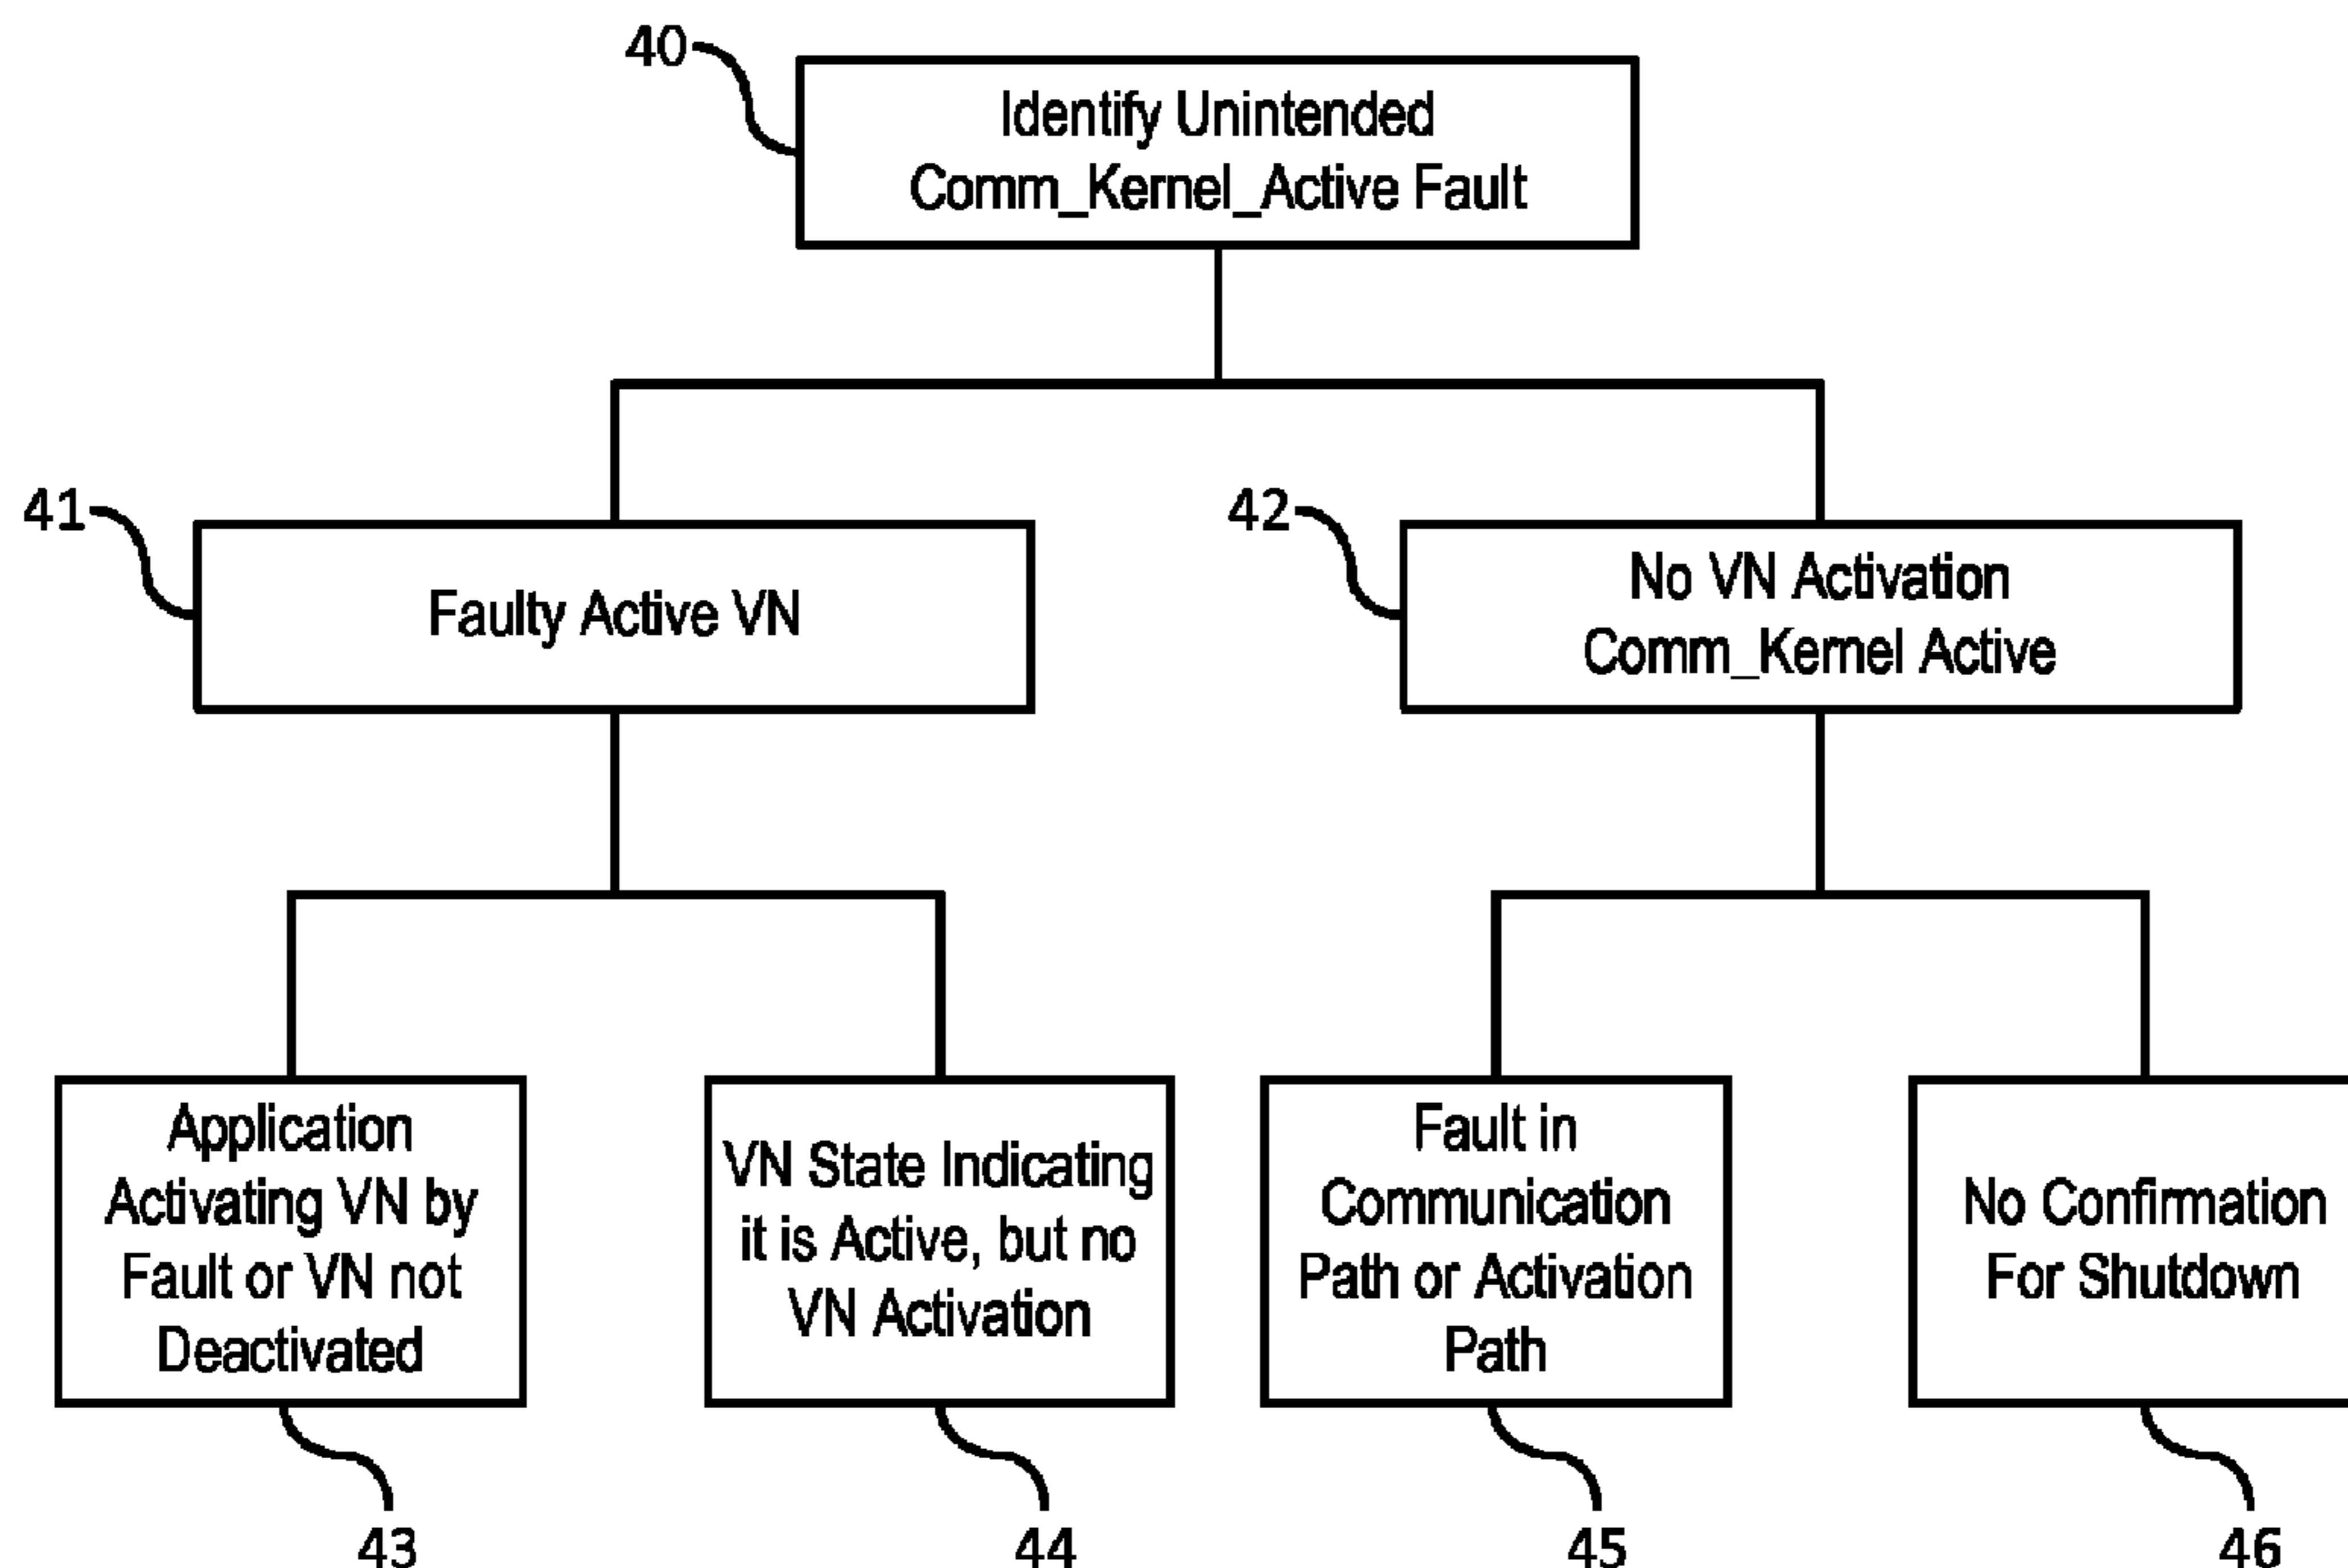 40
Identify Unintended
Comm_Kernel_Active Fault
41
Faulty Active VN
42
No VN Activation
Comm_Kernel Active
Application
Activating VN by
Fault or VN not
Deactivated
43
VN State Indicating
it is Active, but no
VN Activation
44
Fault in
Communication
Path or Activation
Path
45
No Confirmation
For Shutdown
46